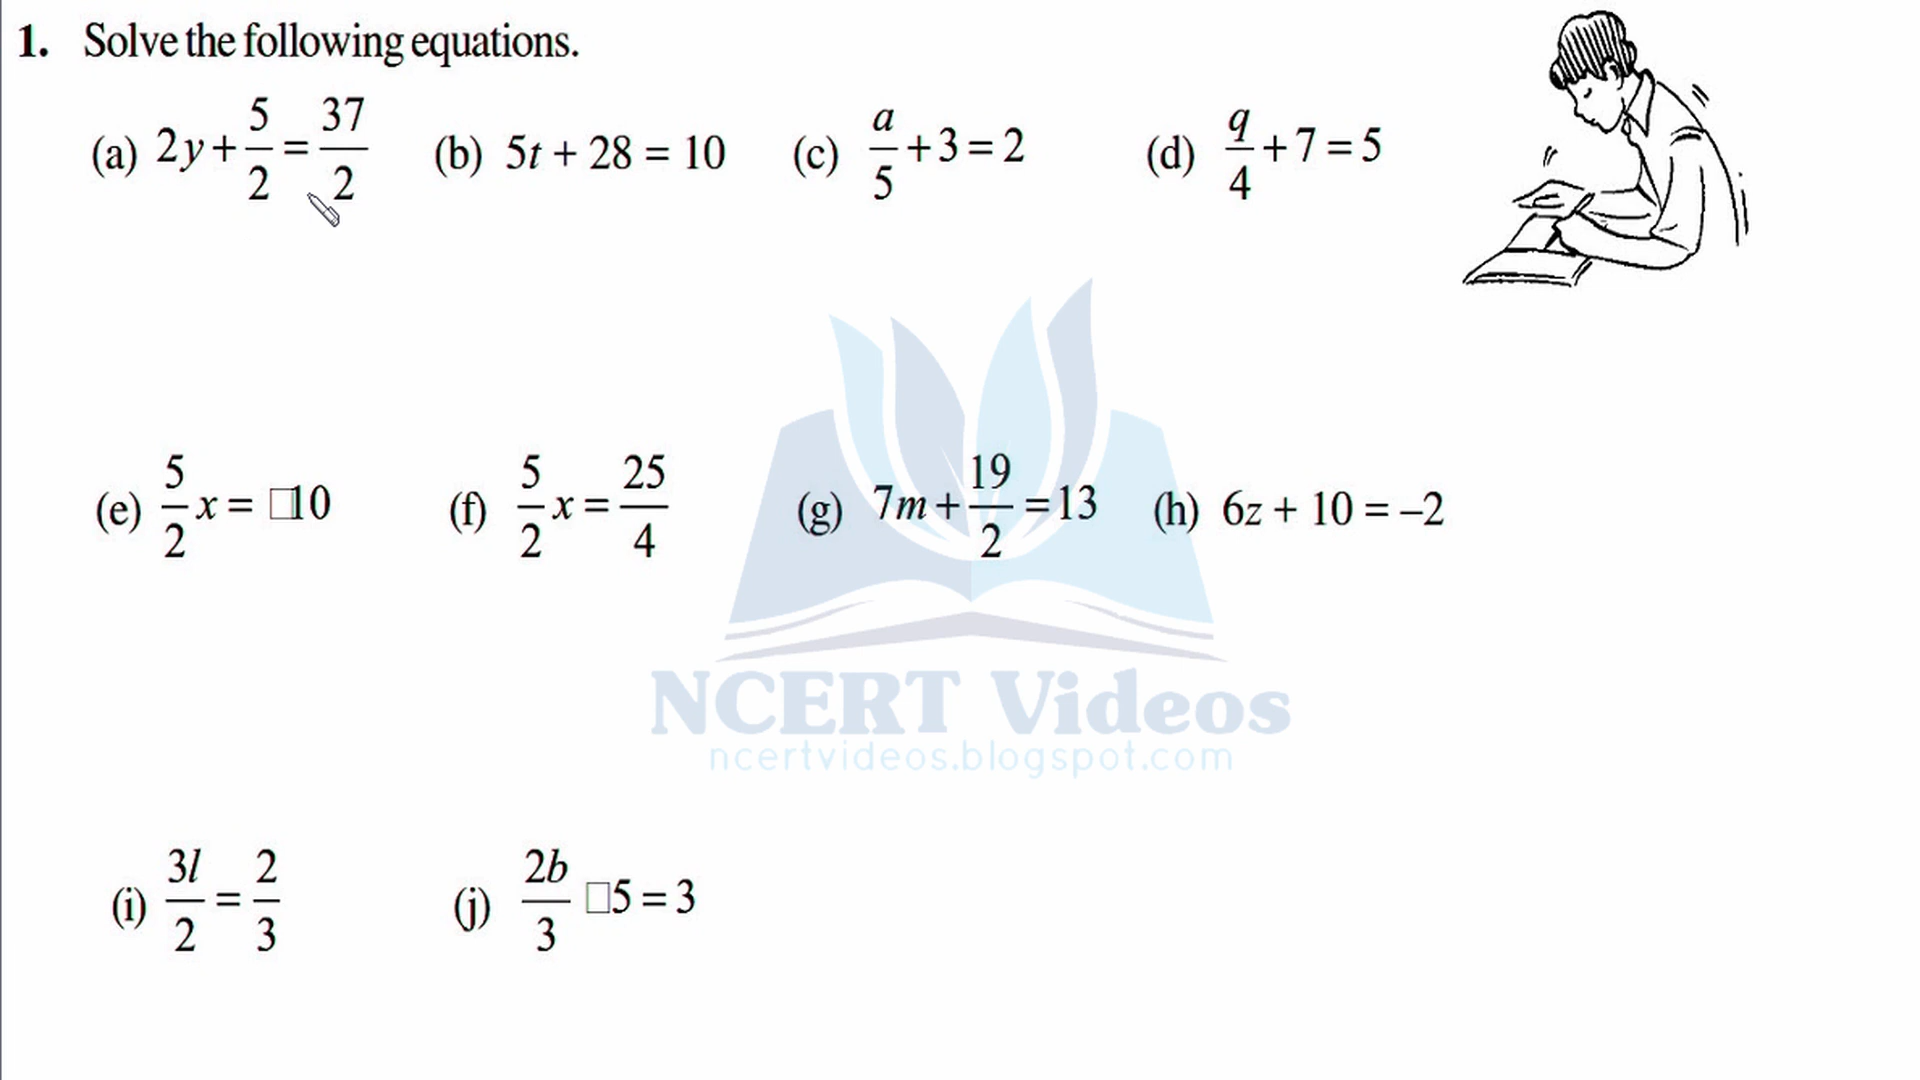 1. Solve the following equations.
(a) 2y + 5/2 = 37/2 (b) 5t + 28 = 10 (c) a/5 + 3 = 2 (d) q/4 + 7 = 5
(e) 5/2 x = □10 (f) 5/2 x = 25/4 (g) 7m + 19/2 = 13 (h) 6z + 10 = –2
NCERT Videos
ncertvideos.blogspot.com
(i) 3l/2 = 2/3 (j) 2b/3 □5 = 3